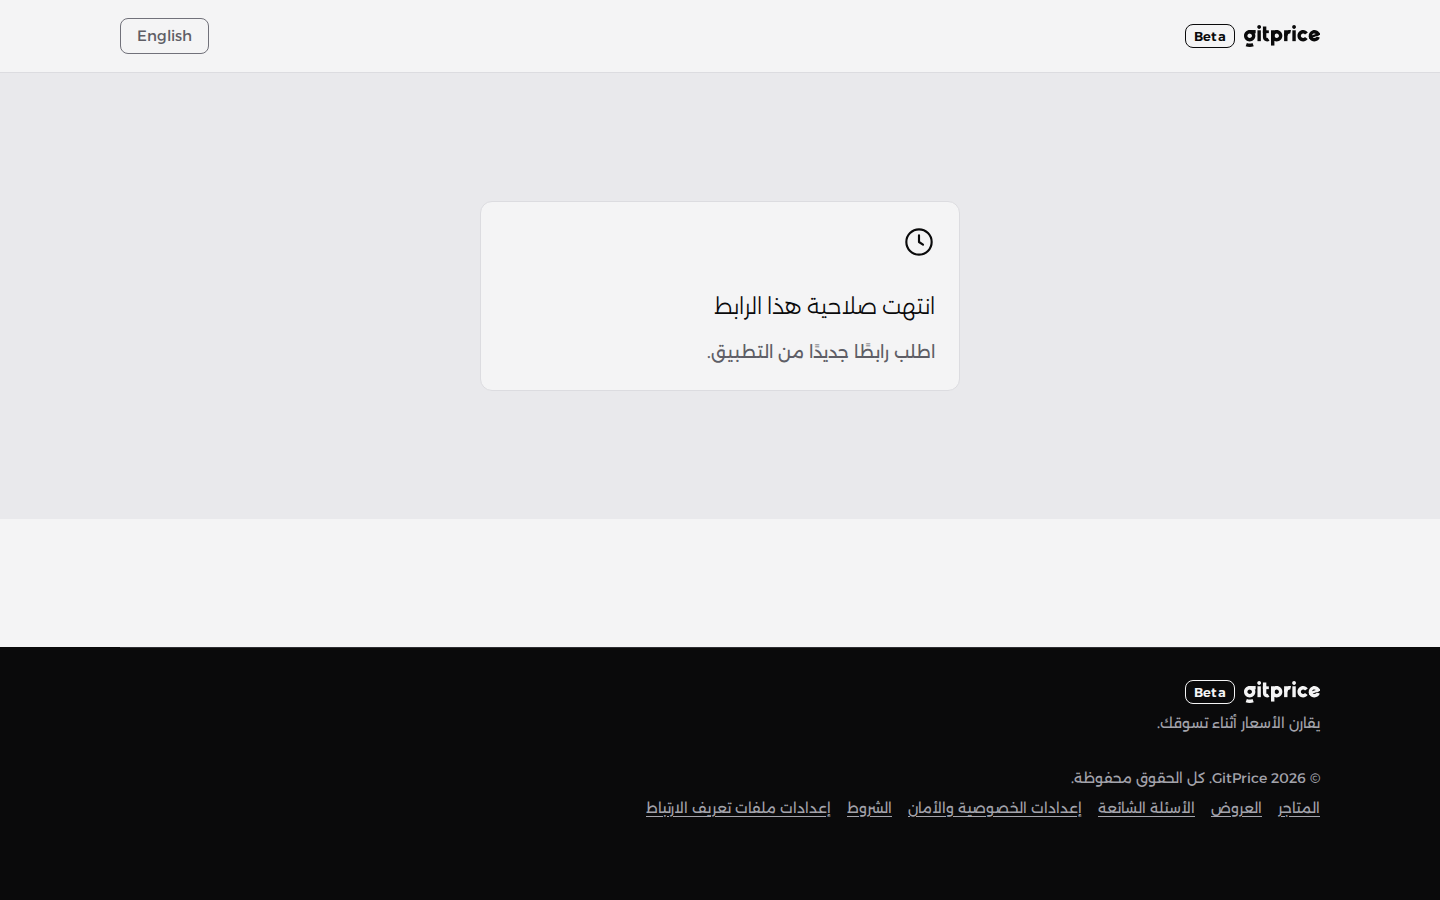 gitprice Beta
English
انتهت صلاحية هذا الرابط
اطلب رابطًا جديدًا من التطبيق.
gitprice Beta
يقارن الأسعار أثناء تسوقك.
© 2026 GitPrice. كل الحقوق محفوظة.
المتاجر العروض الأسئلة الشائعة إعدادات الخصوصية والأمان الشروط إعدادات ملفات تعريف الارتباط